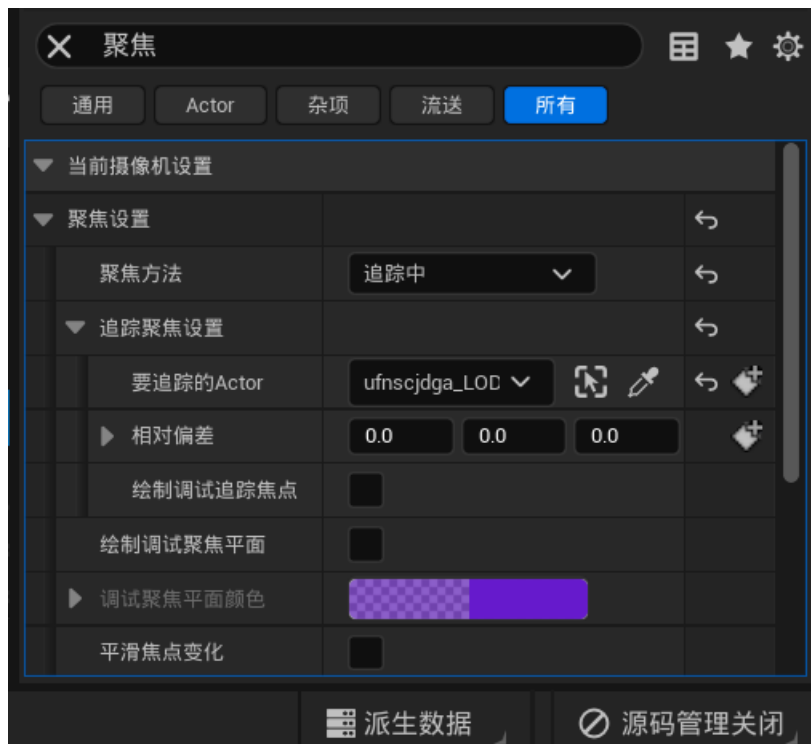 聚焦
通用 Actor 杂项 流送 所有
当前摄像机设置
聚焦设置
聚焦方法 追踪中
追踪聚焦设置
要追踪的Actor ufnscjdga_LOD
相对偏差 0.0 0.0 0.0
绘制调试追踪焦点
绘制调试聚焦平面
调试聚焦平面颜色
平滑焦点变化
派生数据 源码管理关闭